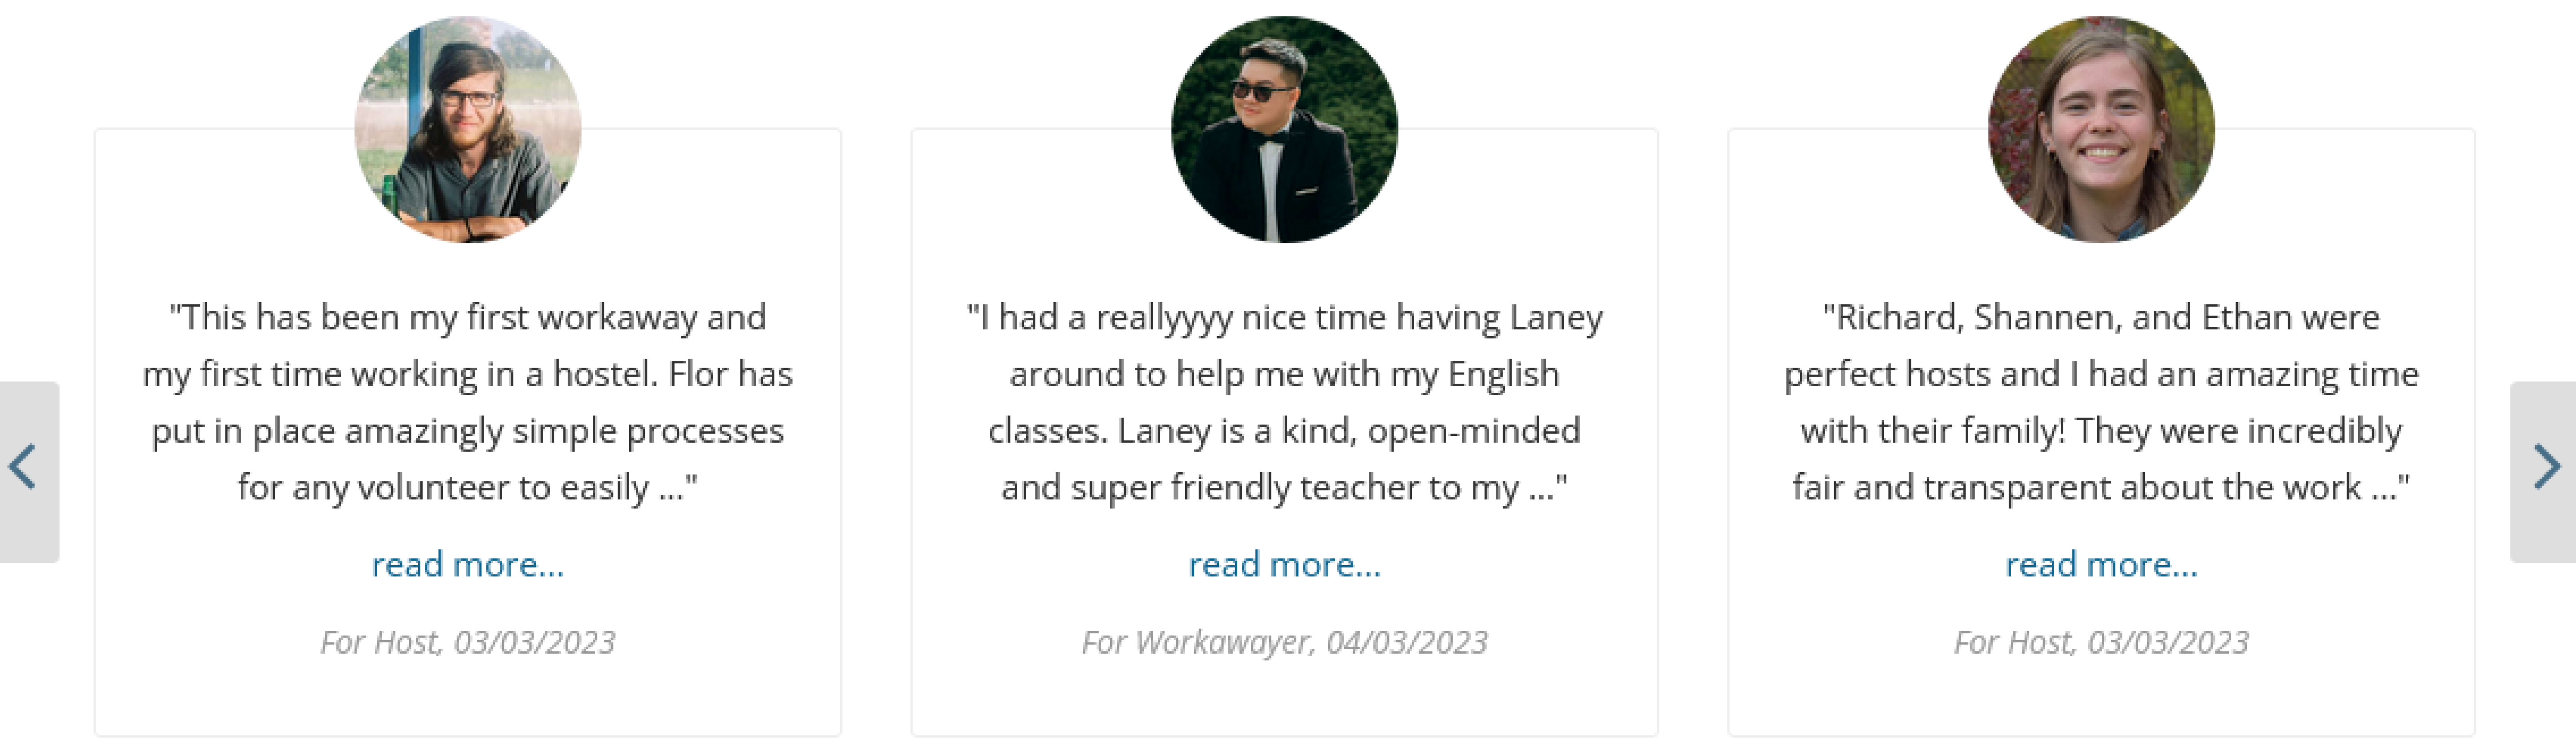 "This has been my first workaway and
my first time working in a hostel. Flor has
put in place amazingly simple processes
for any volunteer to easily ..."
read more...
For Host, 03/03/2023
"I had a reallyyyy nice time having Laney
around to help me with my English
classes. Laney is a kind, open-minded
and super friendly teacher to my ..."
read more...
For Workawayer, 04/03/2023
"Richard, Shannen, and Ethan were
perfect hosts and I had an amazing time
with their family! They were incredibly
fair and transparent about the work ..."
read more...
For Host, 03/03/2023